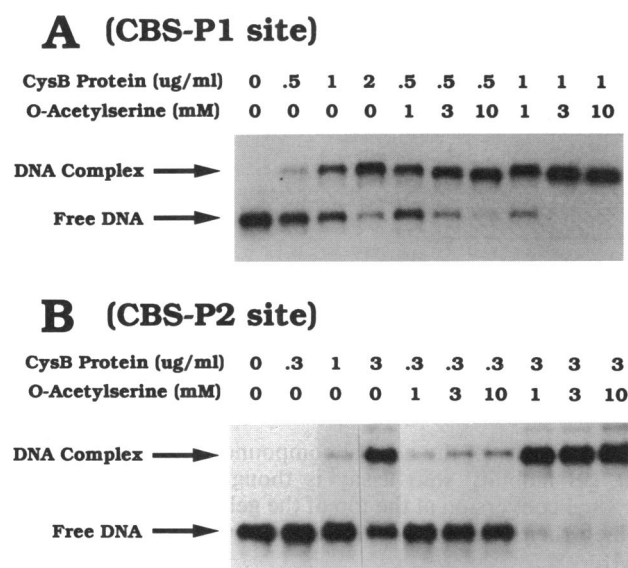 A (CBS-P1 site)
CysB Protein (ug/ml) 0 .5 1 2 .5 .5 .5 1 1 1
O-Acetylserine (mM) 0 0 0 0 1 3 10 1 3 10
DNA Complex
Free DNA
B (CBS-P2 site)
CysB Protein (ug/ml) 0 .3 1 3 .3 .3 .3 3 3 3
O-Acetylserine (mM) 0 0 0 0 1 3 10 1 3 10
DNA Complex
Free DNA